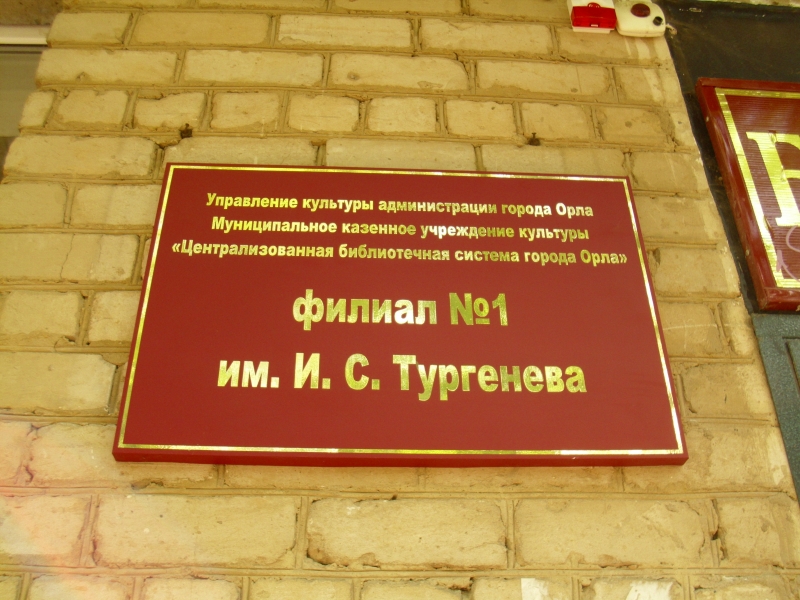 Управление культуры администрации города Орла
Муниципальное казенное учреждение культуры
«Централизованная библиотечная система города Орла»
филиал №1
им. И. С. Тургенева